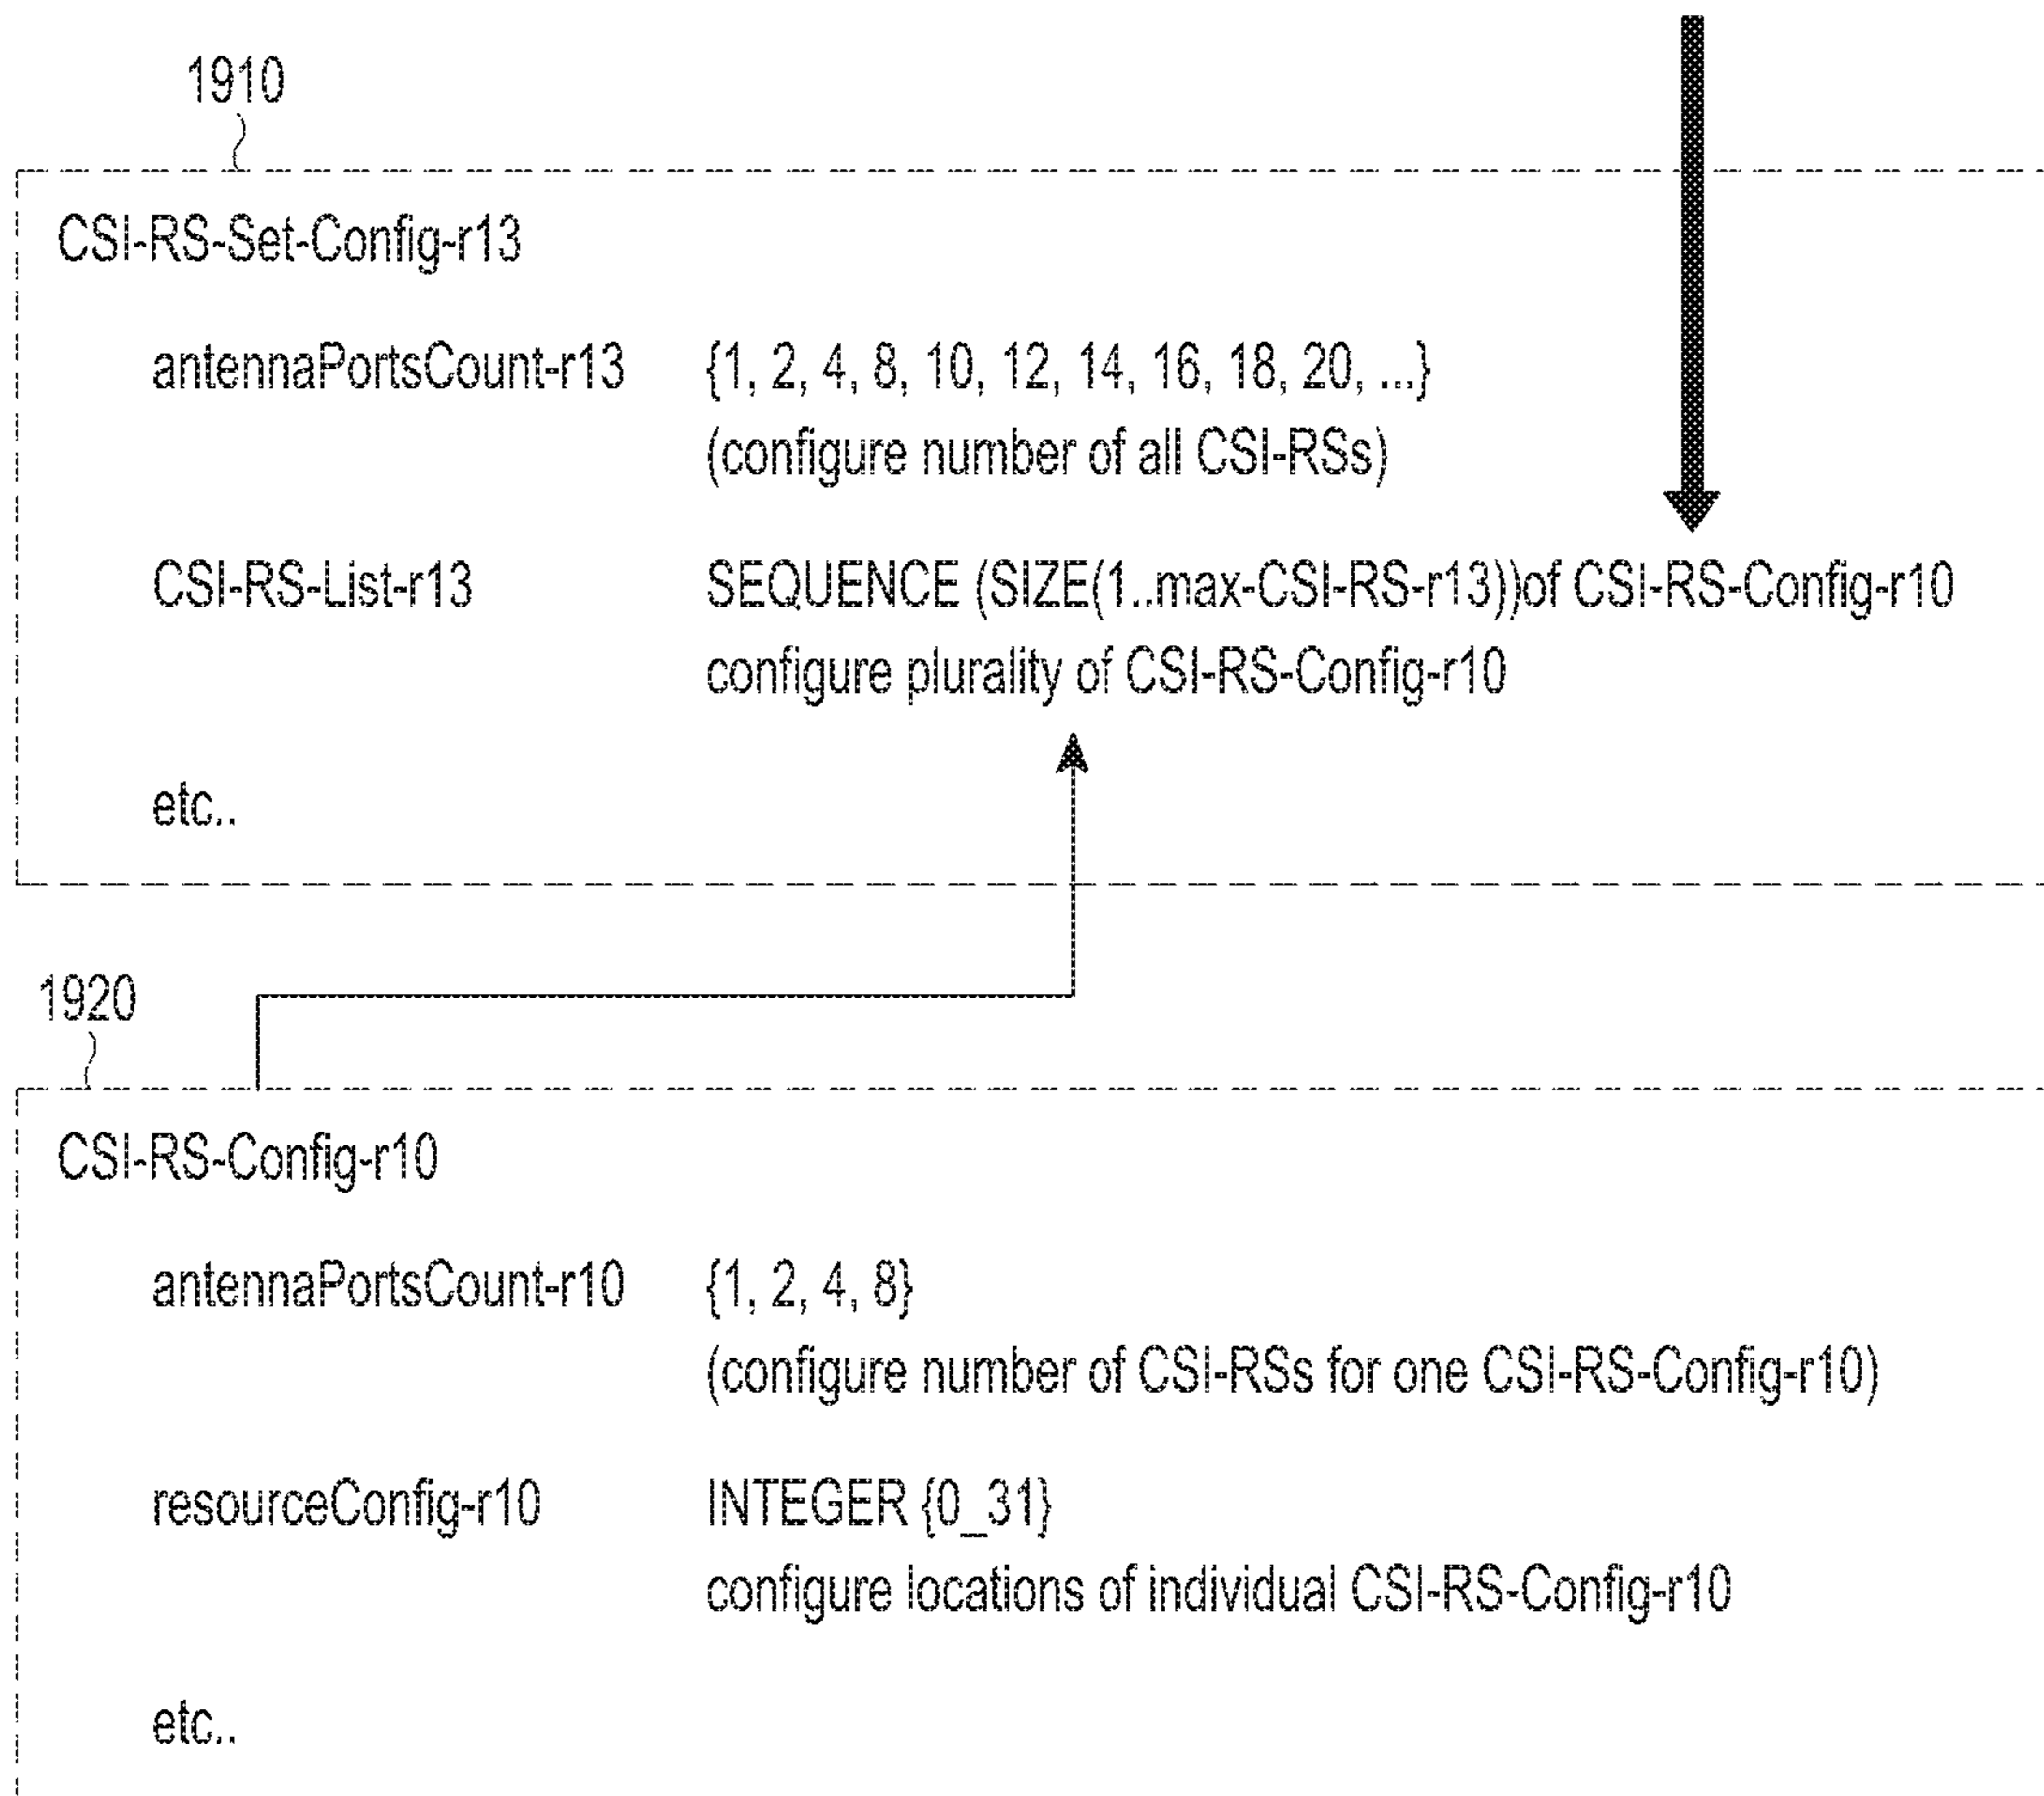 1910
CSI-RS-Set-Config-r13
antennaPortsCount-r13 {1, 2, 4, 8, 10, 12, 14, 16, 18, 20, ...}
(configure number of all CSI-RSs)
CSI-RS-List-r13 SEQUENCE (SIZE(1..max-CSI-RS-r13))of CSI-RS-Config-r10
configure plurality of CSI-RS-Config-r10
etc..
1920
CSI-RS-Config-r10
antennaPortsCount-r10 {1, 2, 4, 8}
(configure number of CSI-RSs for one CSI-RS-Config-r10)
resourceConfig-r10 INTEGER {0_31}
configure locations of individual CSI-RS-Config-r10
etc..